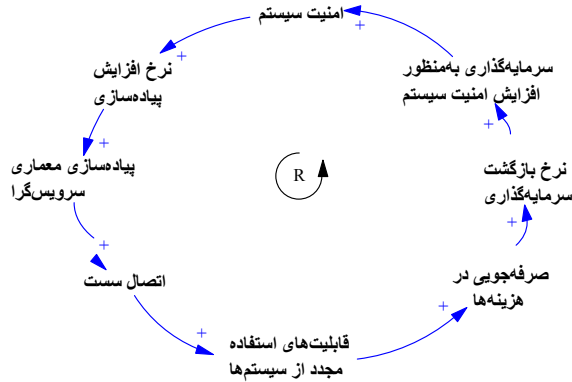 امنیت سیستم
+
+
نرخ افزایش
پیاده‌سازی
سرمایه‌گذاری به‌منظور
افزایش امنیت سیستم
+
+
پیاده‌سازی معماری
سرویس‌گرا
R
نرخ بازگشت
سرمایه‌گذاری
+
+
اتصال سست
صرفه‌جویی در
هزینه‌ها
+
+
قابلیت‌های استفاده
مجدد از سیستم‌ها